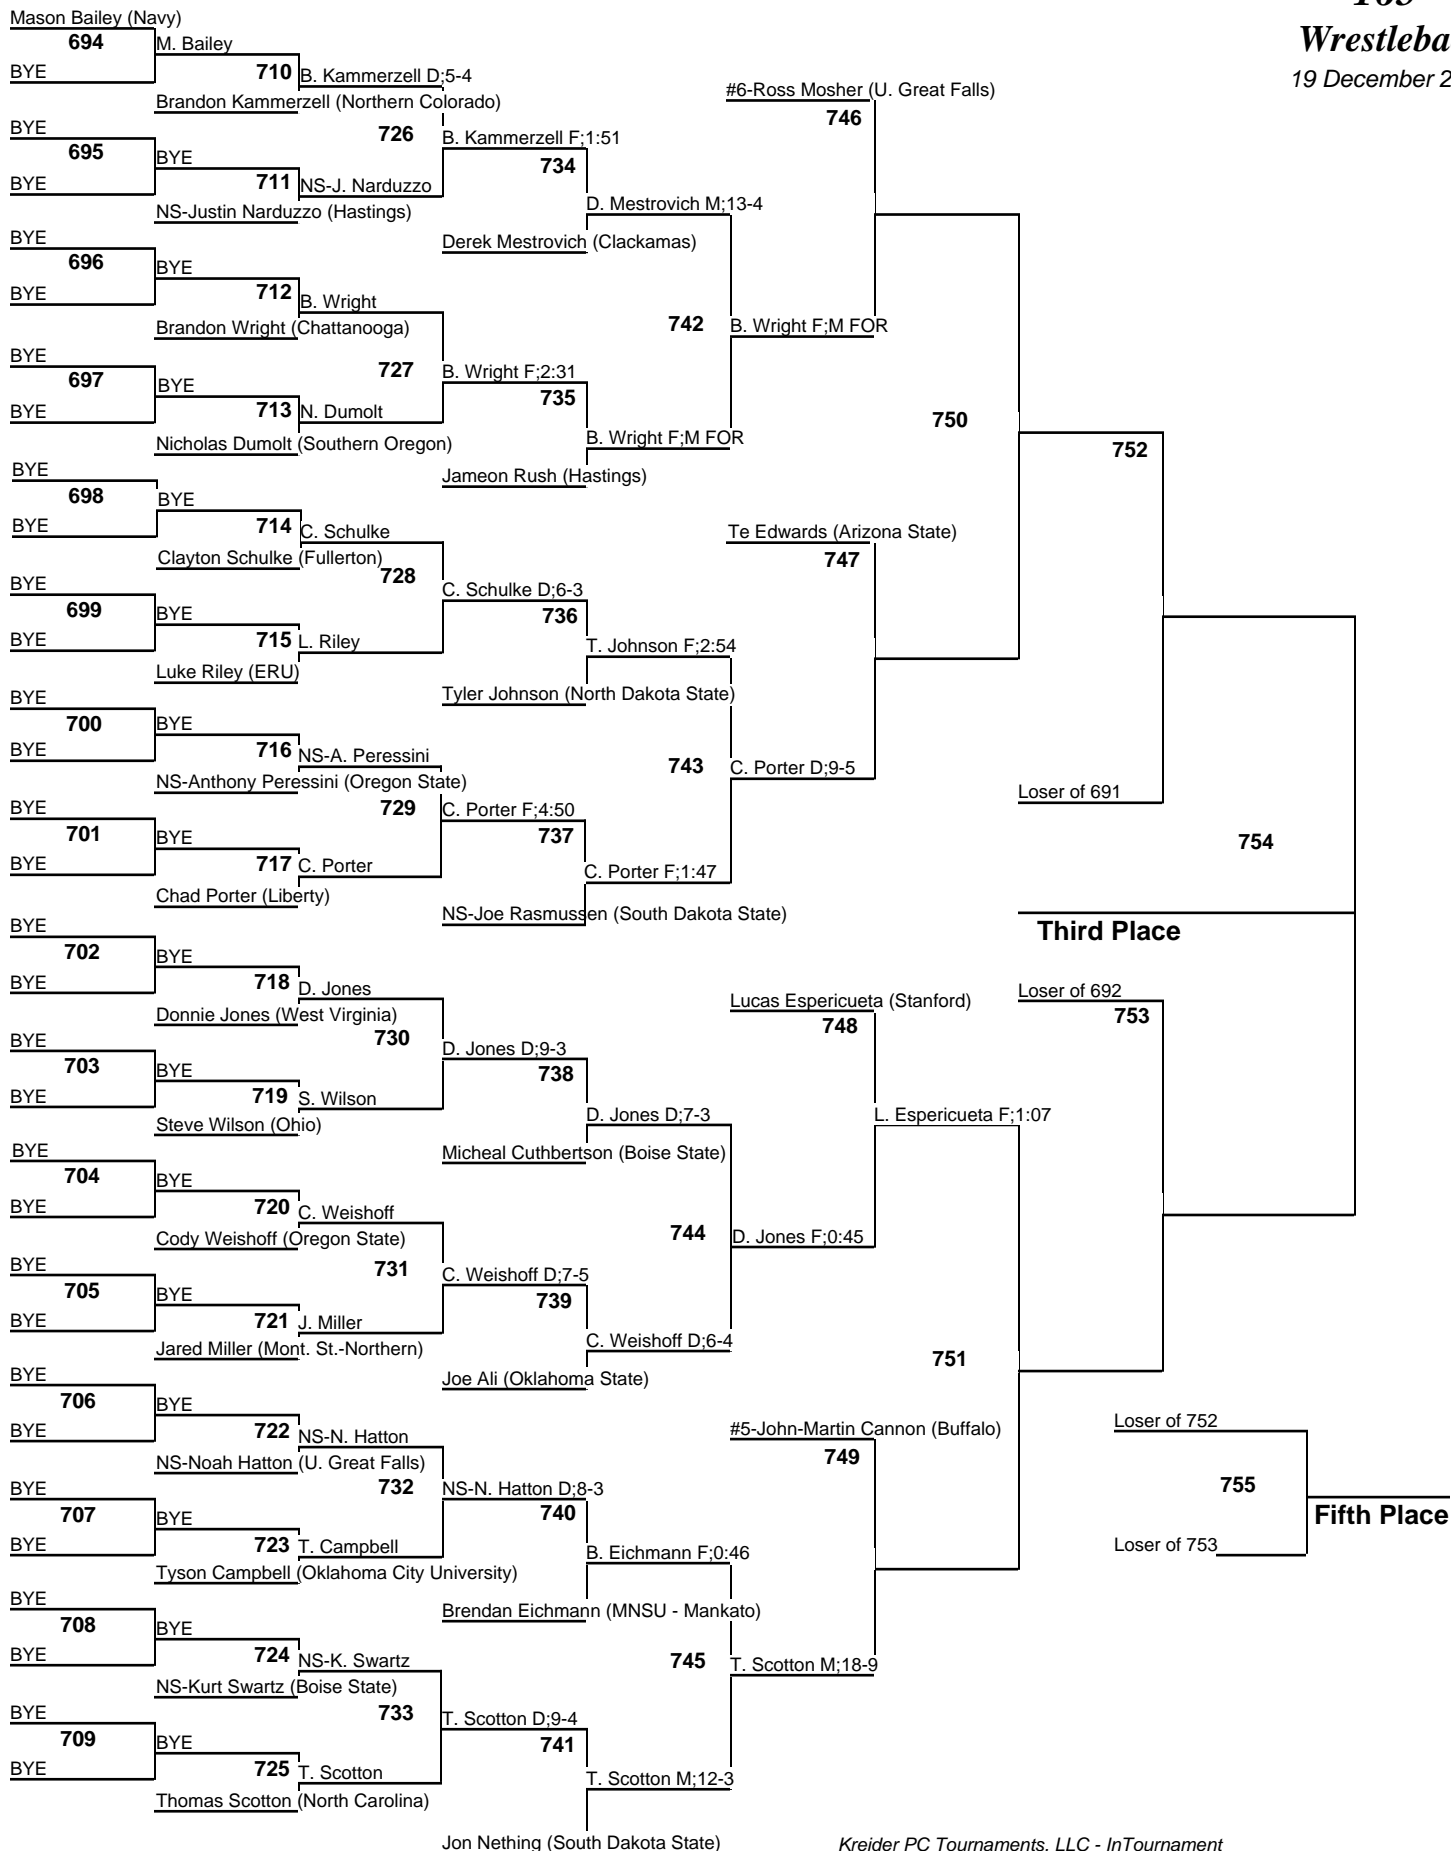 165
Wrestleba
19 December 2
Mason Bailey (Navy)
694
BYE
M. Bailey
710
Brandon Kammerzell (Northern Colorado)
B. Kammerzell D;5-4
BYE
695
BYE
BYE
711
NS-Justin Narduzzo (Hastings)
NS-J. Narduzzo
726
B. Kammerzell F;1:51
734
Derek Mestrovich (Clackamas)
D. Mestrovich M;13-4
BYE
696
BYE
BYE
712
Brandon Wright (Chattanooga)
B. Wright
BYE
697
BYE
BYE
713
Nicholas Dumolt (Southern Oregon)
N. Dumolt
727
B. Wright F;2:31
735
Jameon Rush (Hastings)
B. Wright F;M FOR
742
B. Wright F;M FOR
#6-Ross Mosher (U. Great Falls)
746
BYE
698
BYE
BYE
714
Clayton Schulke (Fullerton)
C. Schulke
BYE
699
BYE
BYE
715
Luke Riley (ERU)
L. Riley
728
C. Schulke D;6-3
736
Tyler Johnson (North Dakota State)
T. Johnson F;2:54
BYE
700
BYE
BYE
716
NS-Anthony Peressini (Oregon State)
NS-A. Peressini
BYE
701
BYE
BYE
717
Chad Porter (Liberty)
C. Porter
729
C. Porter F;4:50
737
NS-Joe Rasmussen (South Dakota State)
C. Porter F;1:47
743
C. Porter D;9-5
Te Edwards (Arizona State)
747
750
752
Loser of 691
BYE
702
BYE
BYE
718
Donnie Jones (West Virginia)
D. Jones
BYE
703
BYE
BYE
719
Steve Wilson (Ohio)
S. Wilson
730
D. Jones D;9-3
738
Micheal Cuthbertson (Boise State)
D. Jones D;7-3
BYE
704
BYE
BYE
720
Cody Weishoff (Oregon State)
C. Weishoff
BYE
705
BYE
BYE
721
Jared Miller (Mont. St.-Northern)
J. Miller
731
C. Weishoff D;7-5
739
Joe Ali (Oklahoma State)
C. Weishoff D;6-4
744
D. Jones F;0:45
Lucas Espericueta (Stanford)
748
L. Espericueta F;1:07
BYE
706
BYE
BYE
722
NS-Noah Hatton (U. Great Falls)
NS-N. Hatton
BYE
707
BYE
BYE
723
Tyson Campbell (Oklahoma City University)
T. Campbell
732
NS-N. Hatton D;8-3
740
Brendan Eichmann (MNSU - Mankato)
B. Eichmann F;0:46
BYE
708
BYE
BYE
724
NS-Kurt Swartz (Boise State)
NS-K. Swartz
BYE
709
BYE
BYE
725
Thomas Scotton (North Carolina)
T. Scotton
733
T. Scotton D;9-4
741
Jon Nething (South Dakota State)
T. Scotton M;12-3
745
T. Scotton M;18-9
#5-John-Martin Cannon (Buffalo)
749
751
Loser of 692
753
754
Third Place
Loser of 752
755
Loser of 753
Fifth Place
Kreider PC Tournaments, LLC - InTournament